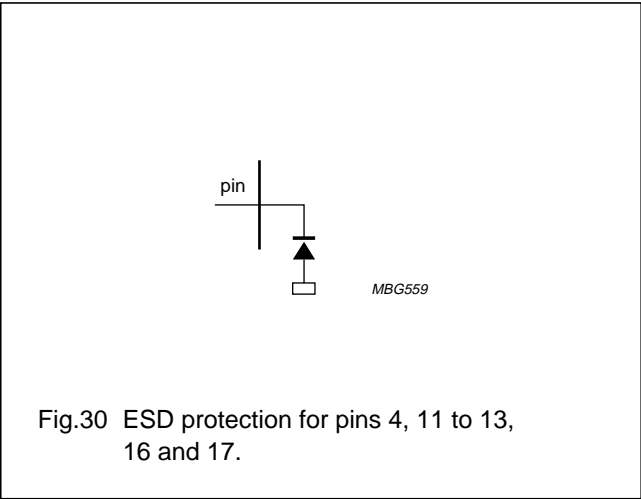 pin
MBG559
Fig.30 ESD protection for pins 4, 11 to 13,
16 and 17.